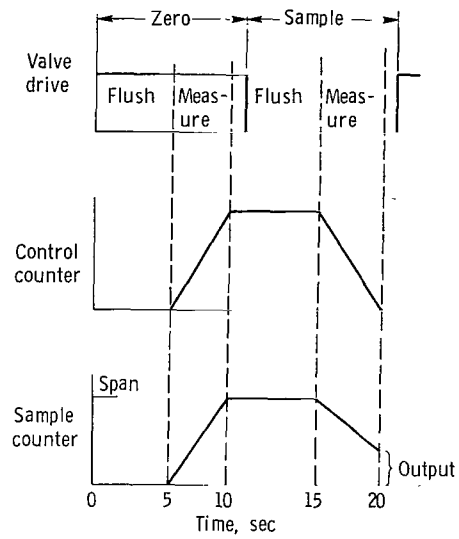 Zero
Sample
Valve
drive
Flush
Meas-
ure
Flush
Meas-
ure
Control
counter
Span
Sample
counter
Output
0
5
10
15
20
Time, sec